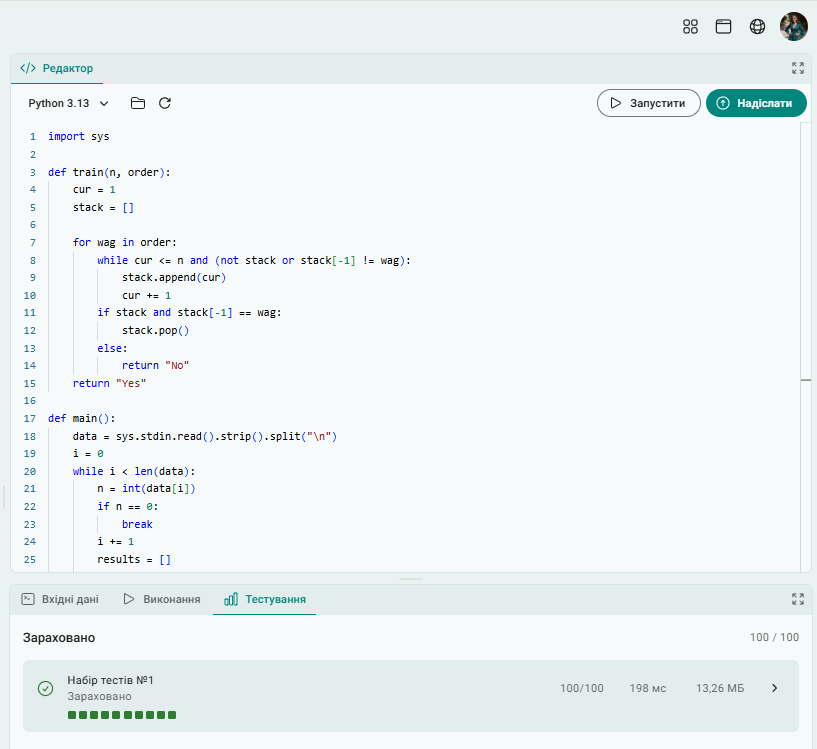 </> Редактор
Python 3.13
Запустити
Надіслати
1 import sys
2
3 def train(n, order):
4 cur = 1
5 stack = []
6
7 for wag in order:
8 while cur <= n and (not stack or stack[-1] != wag):
9 stack.append(cur)
10 cur += 1
11 if stack and stack[-1] == wag:
12 stack.pop()
13 else:
14 return "No"
15 return "Yes"
16
17 def main():
18 data = sys.stdin.read().strip().split("\n")
19 i = 0
20 while i < len(data):
21 n = int(data[i])
22 if n == 0:
23 break
24 i += 1
25 results = []
Вхідні дані
Виконання
Тестування
Зараховано
100 / 100
Набір тестів №1
Зараховано
100/100
198 мс
13,26 МБ